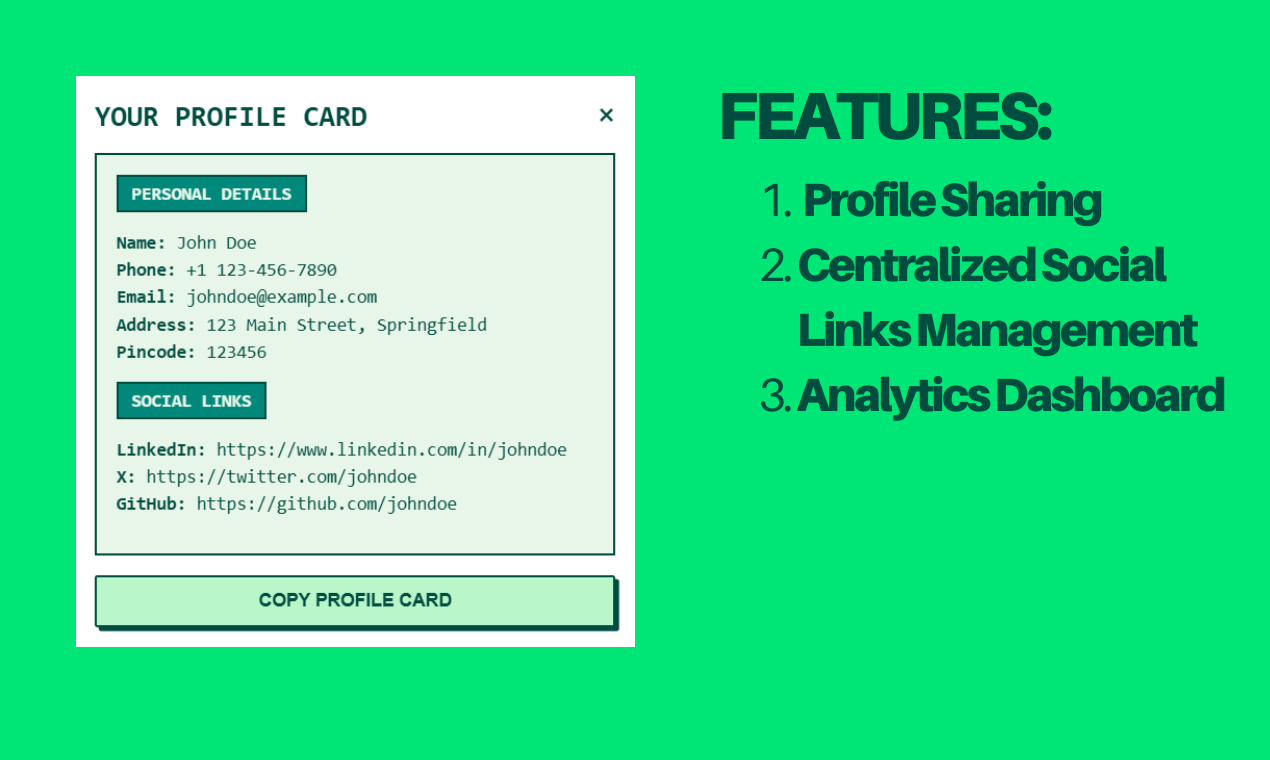 YOUR PROFILE CARD ×
PERSONAL DETAILS
Name: John Doe
Phone: +1 123-456-7890
Email: johndoe@example.com
Address: 123 Main Street, Springfield
Pincode: 123456
SOCIAL LINKS
LinkedIn: https://www.linkedin.com/in/johndoe
X: https://twitter.com/johndoe
GitHub: https://github.com/johndoe
COPY PROFILE CARD
FEATURES:
1. Profile Sharing
2. Centralized Social
Links Management
3. Analytics Dashboard